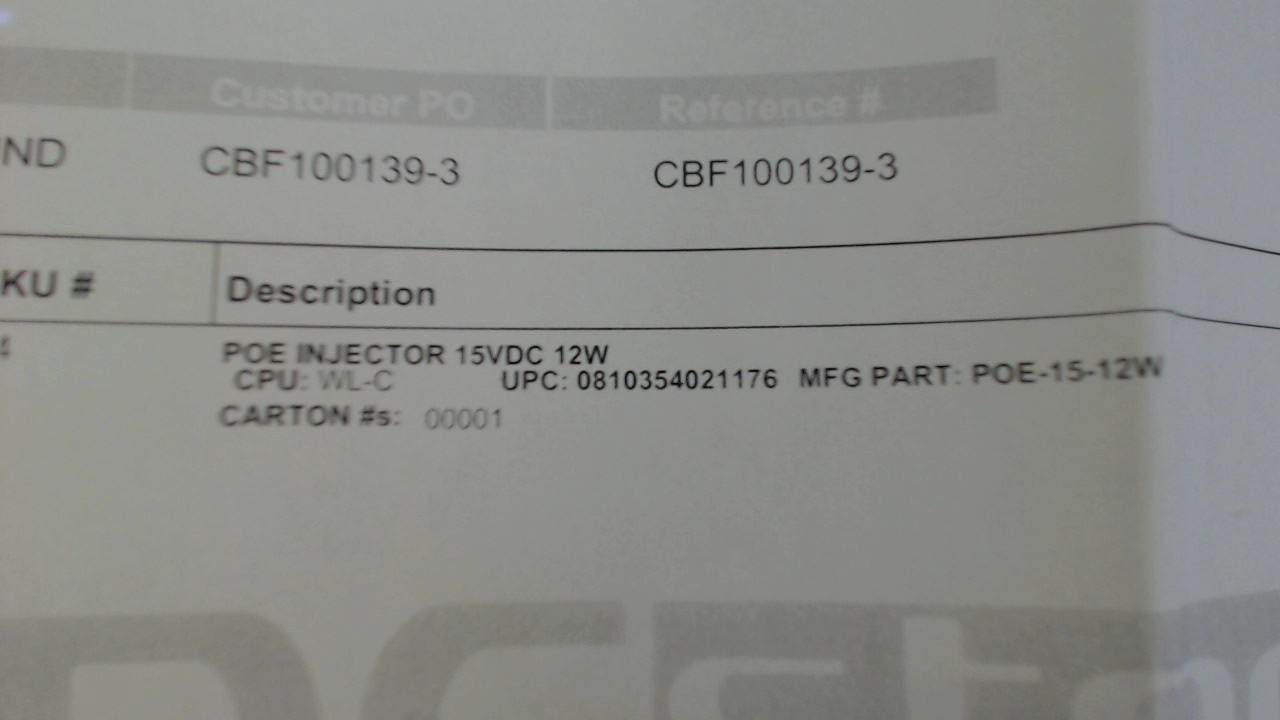 Customer PO Reference #
ND CBF100139-3 CBF100139-3
KU # Description
POE INJECTOR 15VDC 12W
CPU: WL-C UPC: 0810354021176 MFG PART: POE-15-12W
CARTON #s: 00001